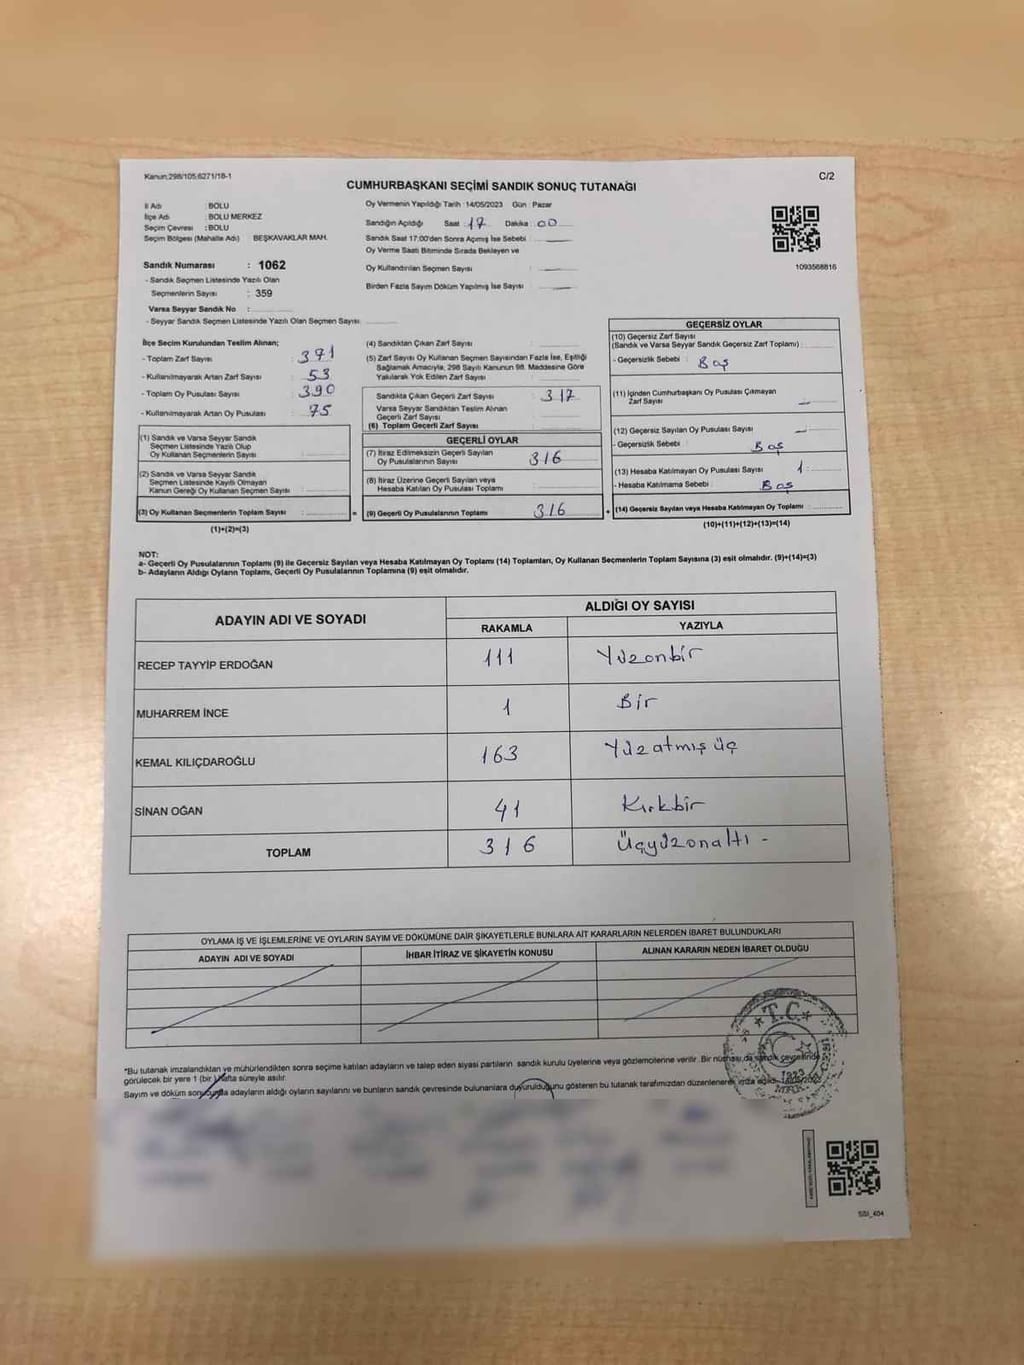 Kanun:298/105;6271/18-1
C/2
CUMHURBAŞKANI SEÇİMİ SANDIK SONUÇ TUTANAĞI
İl Adı : BOLU
İlçe Adı : BOLU MERKEZ
Seçim Çevresi : BOLU
Seçim Bölgesi (Mahalle Adı) BEŞKAVAKLAR MAH.
Oy Vermenin Yapıldığı Tarih :14/05/2023 Gün : Pazar
Sandığın Açıldığı Saat :17 Dakika :00
Sandık Saat 17:00'den Sonra Açımış İse Sebebi :
Oy Verme Saati Bitiminde Sırada Bekleyen ve
Oy Kullandırılan Seçmen Sayısı :
Birden Fazla Sayım Döküm Yapılmış İse Sayısı :
1093568816
Sandık Numarası : 1062
- Sandık Seçmen Listesinde Yazılı Olan
Seçmenlerin Sayısı : 359
Varsa Seyyar Sandık No :
- Seyyar Sandık Seçmen Listesinde Yazılı Olan Seçmen Sayısı:
İlçe Seçim Kurulundan Teslim Alınan;
- Toplam Zarf Sayısı : 371
- Kullanılmayarak Artan Zarf Sayısı : 53
- Toplam Oy Pusulası Sayısı : 390
- Kullanılmayarak Artan Oy Pusulası : 75
(1) Sandık ve Varsa Seyyar Sandık
Seçmen Listesinde Yazılı Olup
Oy Kullanan Seçmenlerin Sayısı :
(2) Sandık ve Varsa Seyyar Sandık
Seçmen Listesinde Kayıtlı Olmayan
Kanun Gereği Oy Kullanan Seçmen Sayısı :
(3) Oy Kullanan Seçmenlerin Toplam Sayısı :
(1)+(2)=(3)
(4) Sandıktan Çıkan Zarf Sayısı :
(5) Zarf Sayısı Oy Kullanan Seçmen Sayısından Fazla İse, Eşitliği
Sağlamak Amacıyla; 298 Sayılı Kanunun 98. Maddesine Göre
Yakılarak Yok Edilen Zarf Sayısı :
Sandıkta Çıkan Geçerli Zarf Sayısı : 317
Varsa Seyyar Sandıktan Teslim Alınan
Geçerli Zarf Sayısı :
(6) Toplam Geçerli Zarf Sayısı :
GEÇERLİ OYLAR
(7) İtiraz Edilmeksizin Geçerli Sayılan
Oy Pusulalarının Sayısı : 316
(8) İtiraz Üzerine Geçerli Sayılan veya
Hesaba Katılan Oy Pusulası Toplamı :
=
(9) Geçerli Oy Pusulalarının Toplamı : 316
+
GEÇERSİZ OYLAR
(10) Geçersiz Zarf Sayısı
(Sandık ve Varsa Seyyar Sandık Geçersiz Zarf Toplamı) :
- Geçersizlik Sebebi : Boş
(11) İçinden Cumhurbaşkanı Oy Pusulası Çıkmayan
Zarf Sayısı :
(12) Geçersiz Sayılan Oy Pusulası Sayısı :
- Geçersizlik Sebebi : Boş
(13) Hesaba Katılmayan Oy Pusulası Sayısı : 1
- Hesaba Katılmama Sebebi : Boş
(14) Geçersiz Sayılan veya Hesaba Katılmayan Oy Toplamı :
(10)+(11)+(12)+(13)=(14)
NOT:
a- Geçerli Oy Pusulalarının Toplamı (9) ile Geçersiz Sayılan veya Hesaba Katılmayan Oy Toplamı (14) Toplamları, Oy Kullanan Seçmenlerin Toplam Sayısına (3) eşit olmalıdır. (9)+(14)=(3)
b- Adayların Aldığı Oyların Toplamı, Geçerli Oy Pusulalarının Toplamına (9) eşit olmalıdır.
ADAYIN ADI VE SOYADI
ALDIĞI OY SAYISI
RAKAMLA YAZIYLA
RECEP TAYYİP ERDOĞAN 111 Yüzonbir
MUHARREM İNCE 1 Bir
KEMAL KILIÇDAROĞLU 163 Yüzatmışüç
SİNAN OĞAN 41 Kırkbir
TOPLAM 316 Üçyüzonaltı -
OYLAMA İŞ VE İŞLEMLERİNE VE OYLARIN SAYIM VE DÖKÜMÜNE DAİR ŞİKAYETLERLE BUNLARA AİT KARARLARIN NELERDEN İBARET BULUNDUKLARI
ADAYIN ADI VE SOYADI İHBAR İTİRAZ VE ŞİKAYETİN KONUSU ALINAN KARARIN NEDEN İBARET OLDUĞU
T.C.
1923
*Bu tutanak imzalandıktan ve mühürlendikten sonra seçime katılan adayların ve talep eden siyasi partilerin sandık kurulu üyelerine veya gözlemcilerine verilir. Bir nüshası da sandık çevresinde
görülecek bir yere 1 (bir) hafta süreyle asılır.
Sayım ve döküm sonucunda adayların aldığı oyların sayılarını ve bunların sandık çevresinde bulunanlara duyurulduğunu gösteren bu tutanak tarafımızdan düzenlenerek imza edildi.
SSI_404